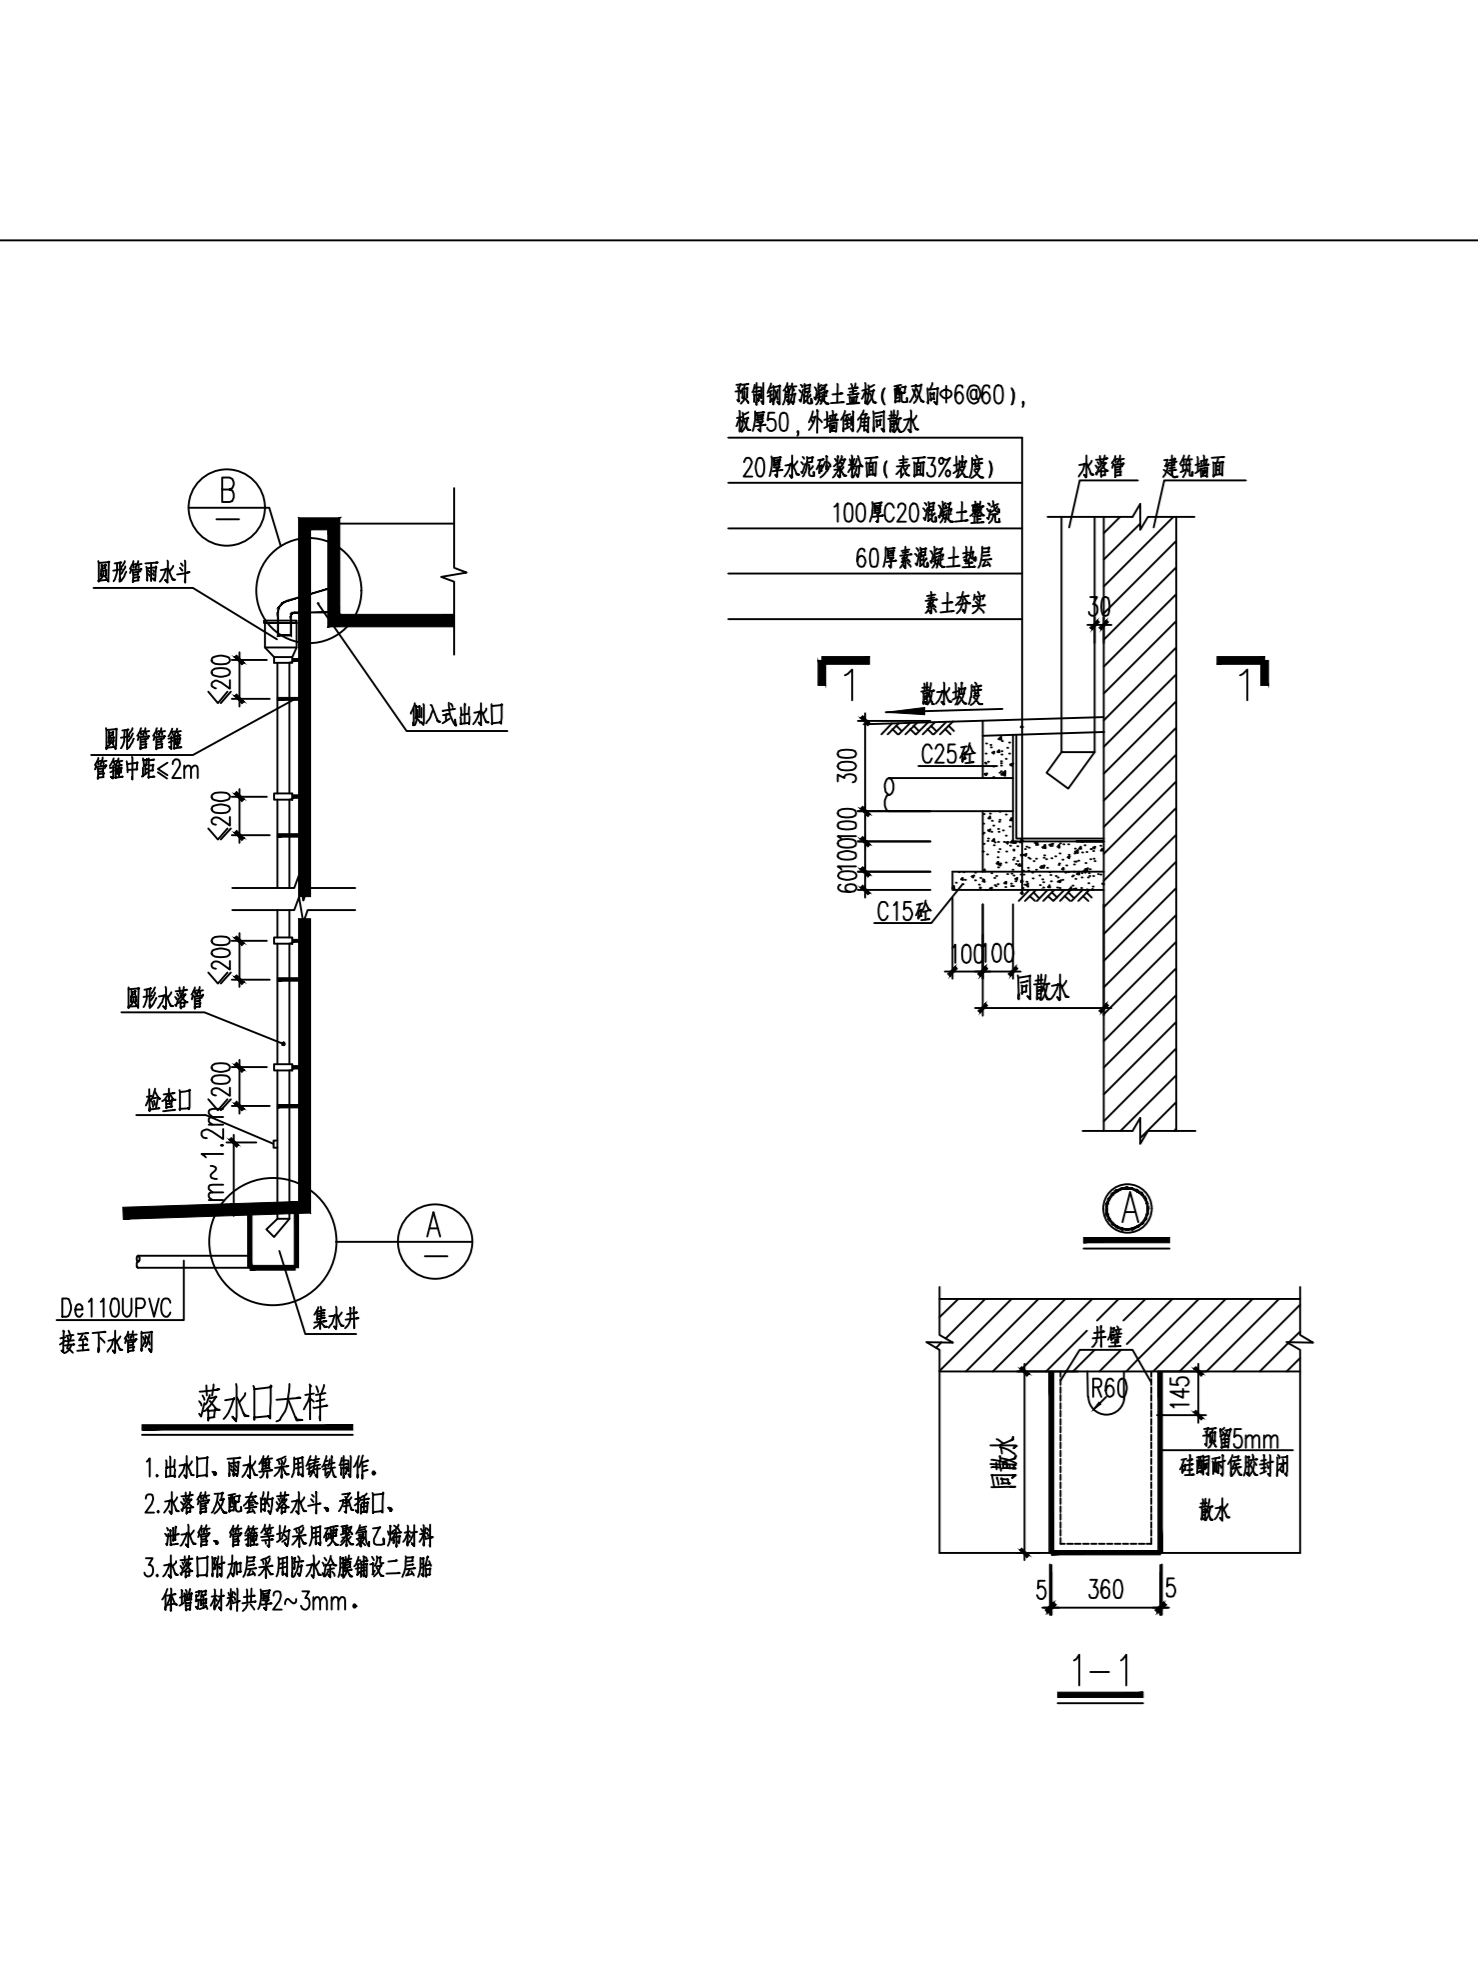 B
圆形管雨水斗
≤200
侧入式出水口
圆形管管箍
管箍中距≤2m
≤200
≤200
圆形水落管
≤200
检查口
m~1.2m
A
De110UPVC
接至下水管网
集水井
落水口大样
1.出水口、雨水箅采用铸铁制作。
2.水落管及配套的落水斗、承插口、
泄水管、管箍等均采用硬聚氯乙烯材料
3.水落口附加层采用防水涂膜铺设二层胎
体增强材料共厚2~3mm。
预制钢筋混凝土盖板(配双向Φ6@60),
板厚50,外墙倒角同散水
20厚水泥砂浆粉面(表面3%坡度)
100厚C20混凝土整浇
60厚素混凝土垫层
素土夯实
水落管
建筑墙面
30
1
1
散水坡度
C25砼
300
100
100
60
C15砼
100
100
同散水
A
井壁
R60
145
同散水
预留5mm
硅酮耐候胶封闭
散水
5
360
5
1-1